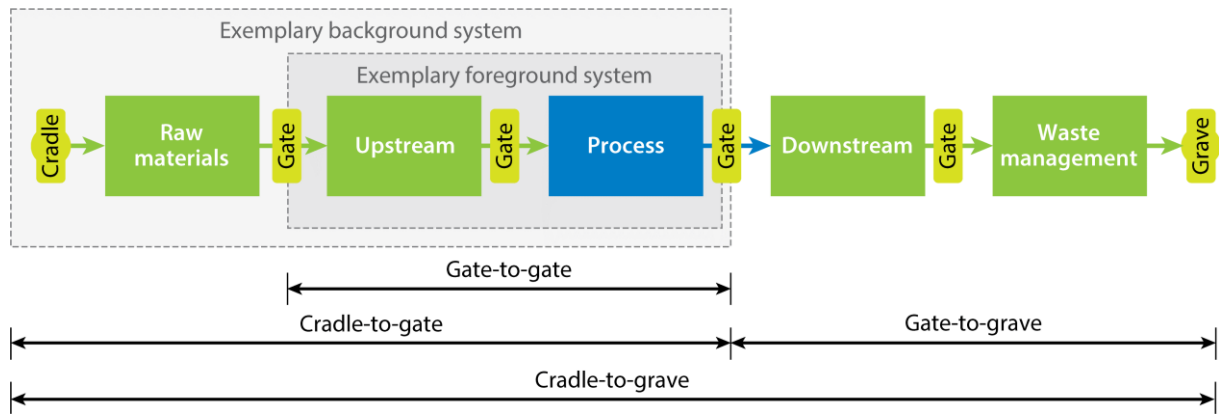 Exemplary background system
Exemplary foreground system
Cradle
Raw
materials
Gate
Upstream
Gate
Process
Gate
Downstream
Gate
Waste
management
Grave
Gate-to-gate
Cradle-to-gate
Gate-to-grave
Cradle-to-grave